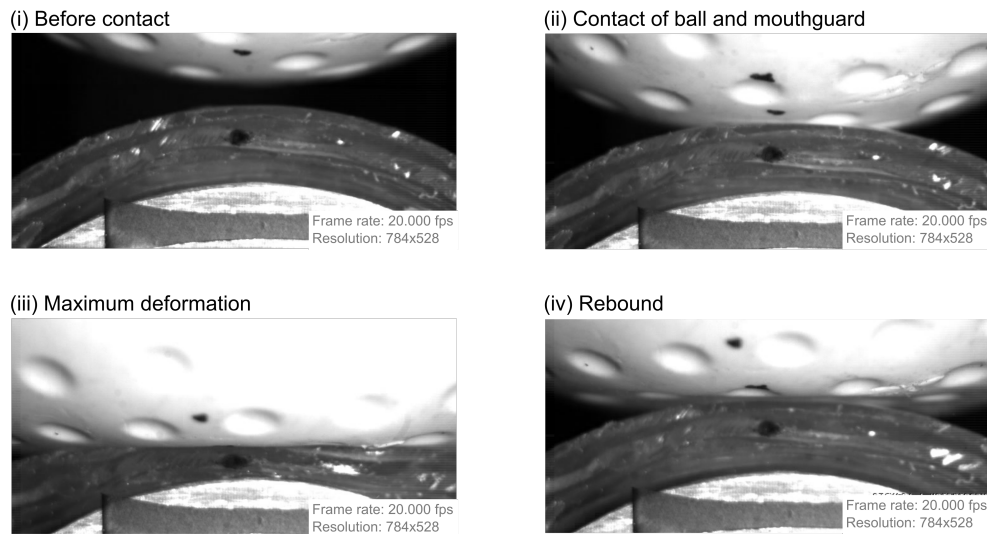 (i) Before contact
(ii) Contact of ball and mouthguard
Frame rate: 20.000 fps
Resolution: 784x528
Frame rate: 20.000 fps
Resolution: 784x528
(iii) Maximum deformation
(iv) Rebound
Frame rate: 20.000 fps
Resolution: 784x528
Frame rate: 20.000 fps
Resolution: 784x528